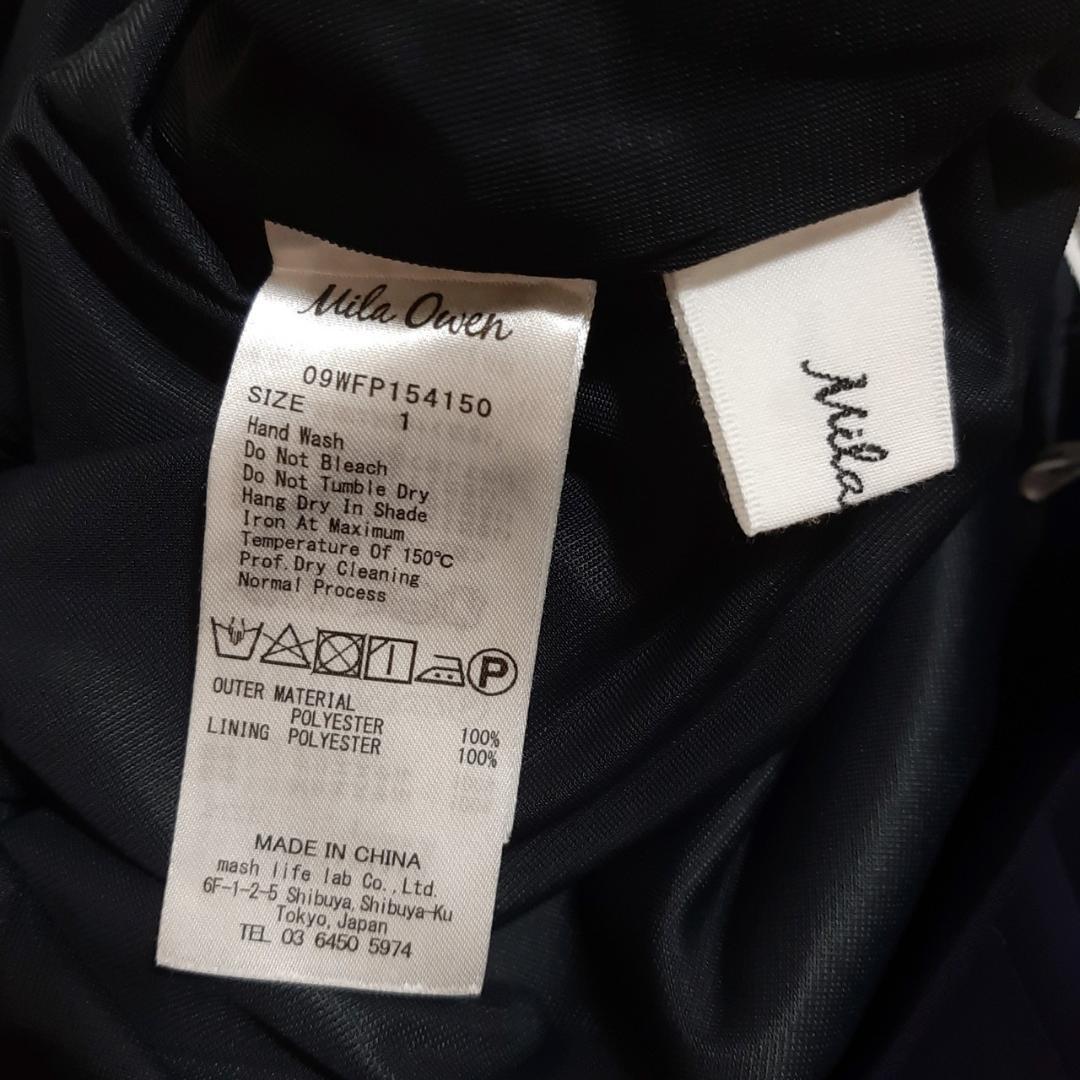 Mila Owen
09WFP154150
SIZE 1
Hand Wash
Do Not Bleach
Do Not Tumble Dry
Hang Dry In Shade
Iron At Maximum
Temperature Of 150℃
Prof.Dry Cleaning
Normal Process
P
OUTER MATERIAL
POLYESTER 100%
LINING POLYESTER 100%
MADE IN CHINA
mash life lab Co.,Ltd.
6F-1-2-5 Shibuya,Shibuya-Ku
Tokyo,Japan
TEL 03 6450 5974
Mila